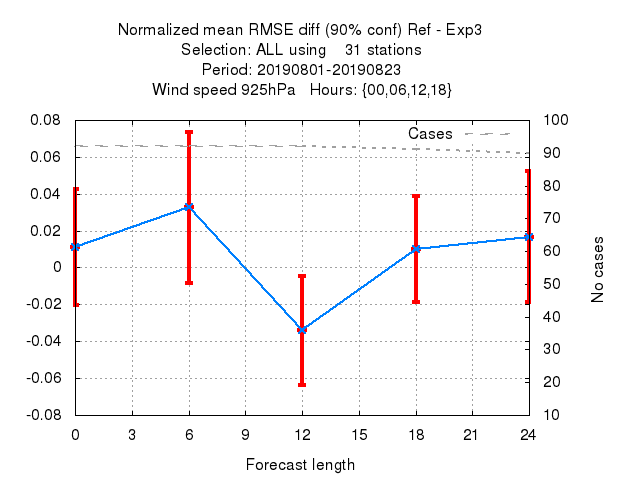 Normalized mean RMSE diff (90% conf) Ref - Exp3
Selection: ALL using 31 stations
Period: 20190801-20190823
Wind speed 925hPa Hours: {00,06,12,18}
Cases
0.08
0.06
0.04
0.02
0
-0.02
-0.04
-0.06
-0.08
100
90
80
70
60
50
40
30
20
10
No cases
0 3 6 9 12 15 18 21 24
Forecast length